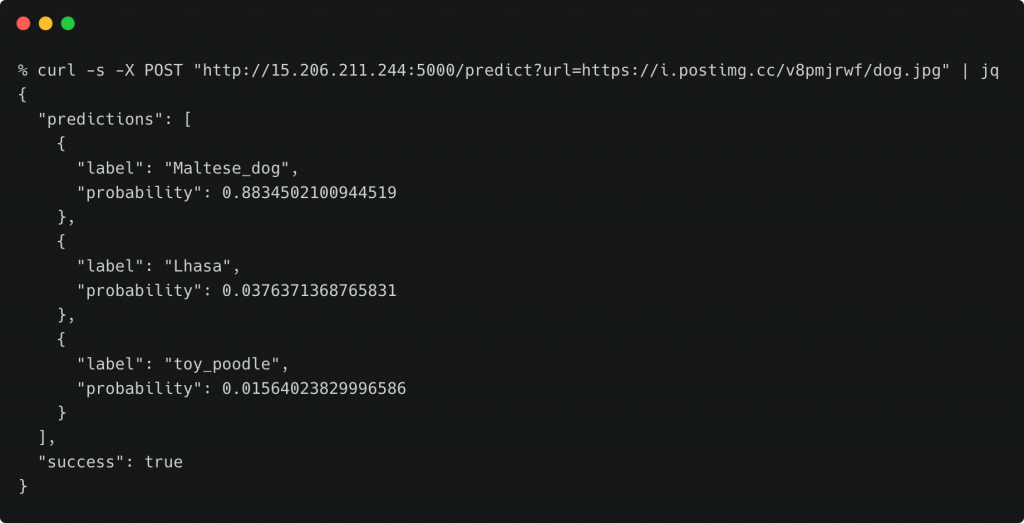 % curl -s -X POST "http://15.206.211.244:5000/predict?url=https://i.postimg.cc/v8pmjrwf/dog.jpg" | jq
{
  "predictions": [
    {
      "label": "Maltese_dog",
      "probability": 0.8834502100944519
    },
    {
      "label": "Lhasa",
      "probability": 0.0376371368765831
    },
    {
      "label": "toy_poodle",
      "probability": 0.01564023829996586
    }
  ],
  "success": true
}